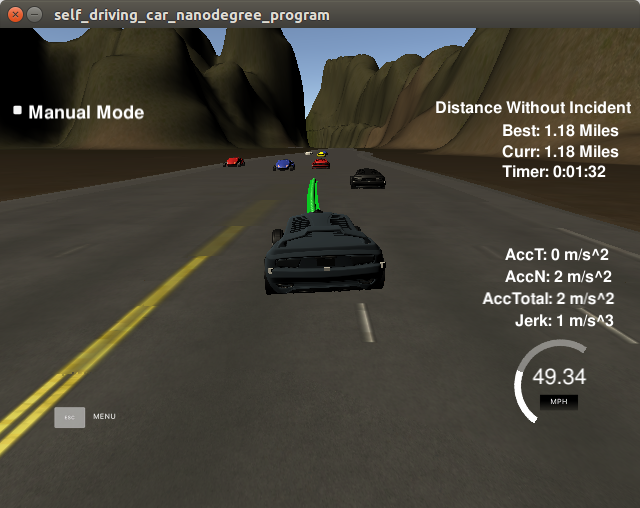 self_driving_car_nanodegree_program
Manual Mode
Distance Without Incident
Best: 1.18 Miles
Curr: 1.18 Miles
Timer: 0:01:32
AccT: 0 m/s^2
AccN: 2 m/s^2
AccTotal: 2 m/s^2
Jerk: 1 m/s^3
49.34
MPH
ESC MENU